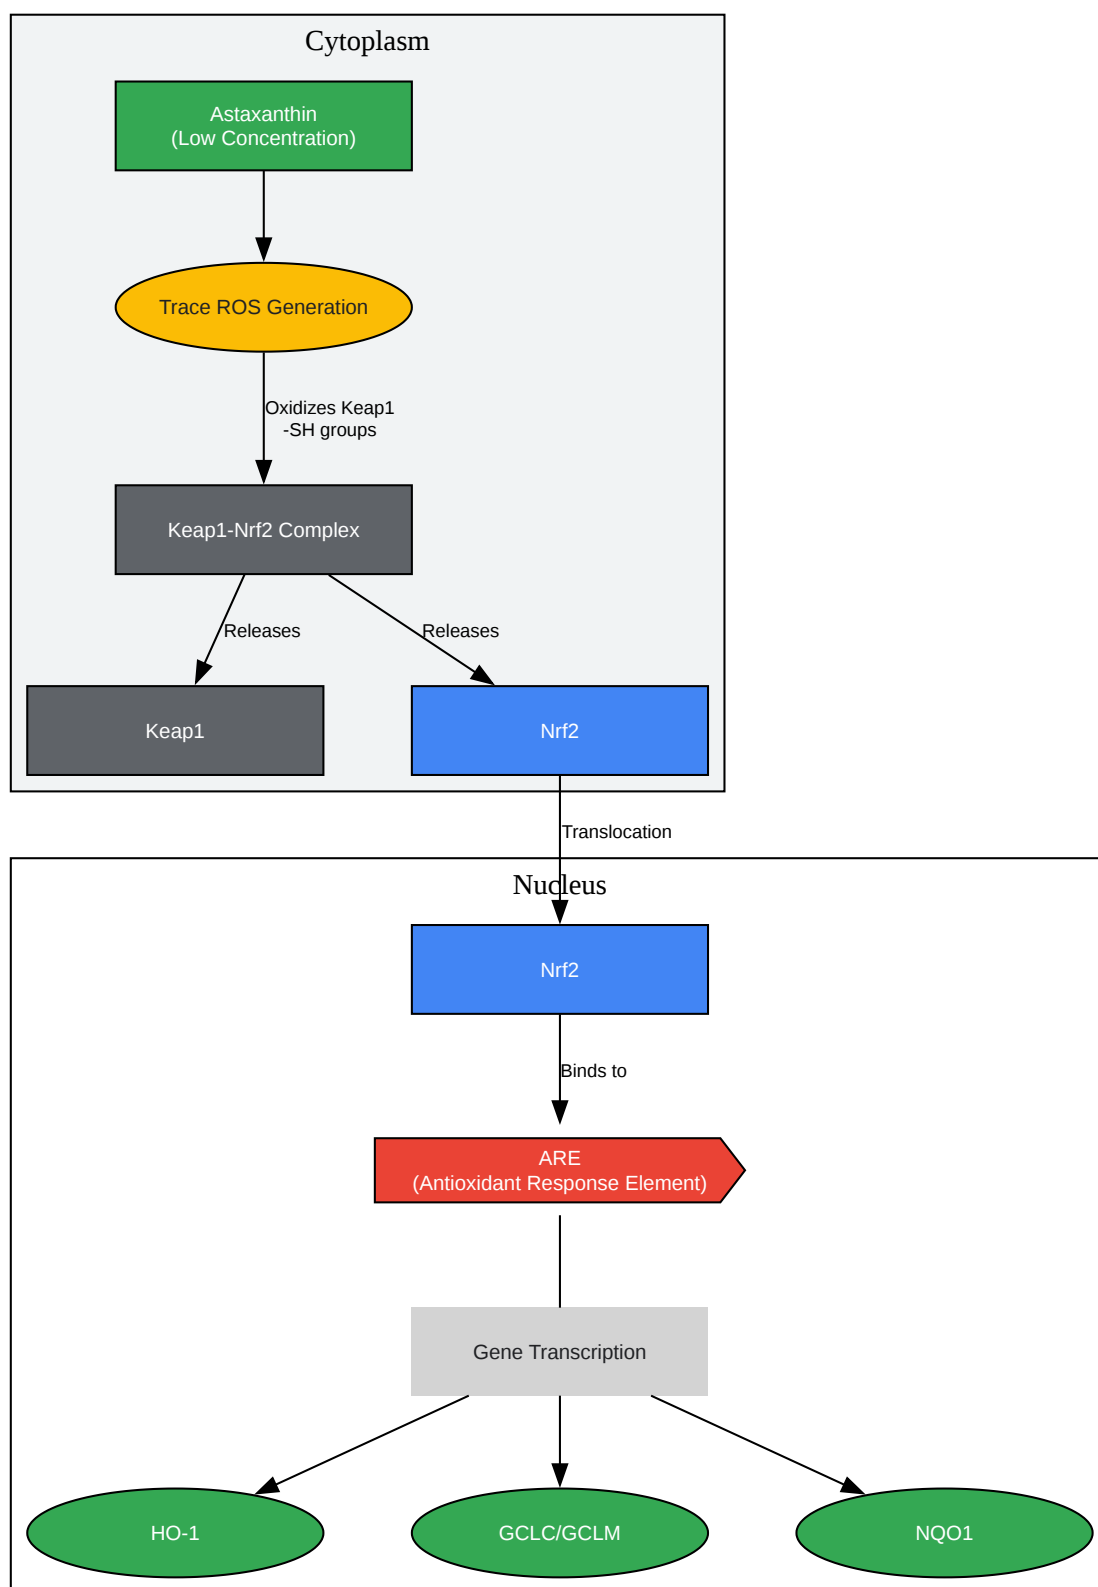 Cytoplasm
Astaxanthin
(Low Concentration)
Trace ROS Generation
Oxidizes Keap1
-SH groups
Keap1-Nrf2 Complex
Releases
Releases
Keap1
Nrf2
Translocation
Nucleus
Nrf2
Binds to
ARE
(Antioxidant Response Element)
Gene Transcription
HO-1
GCLC/GCLM
NQO1